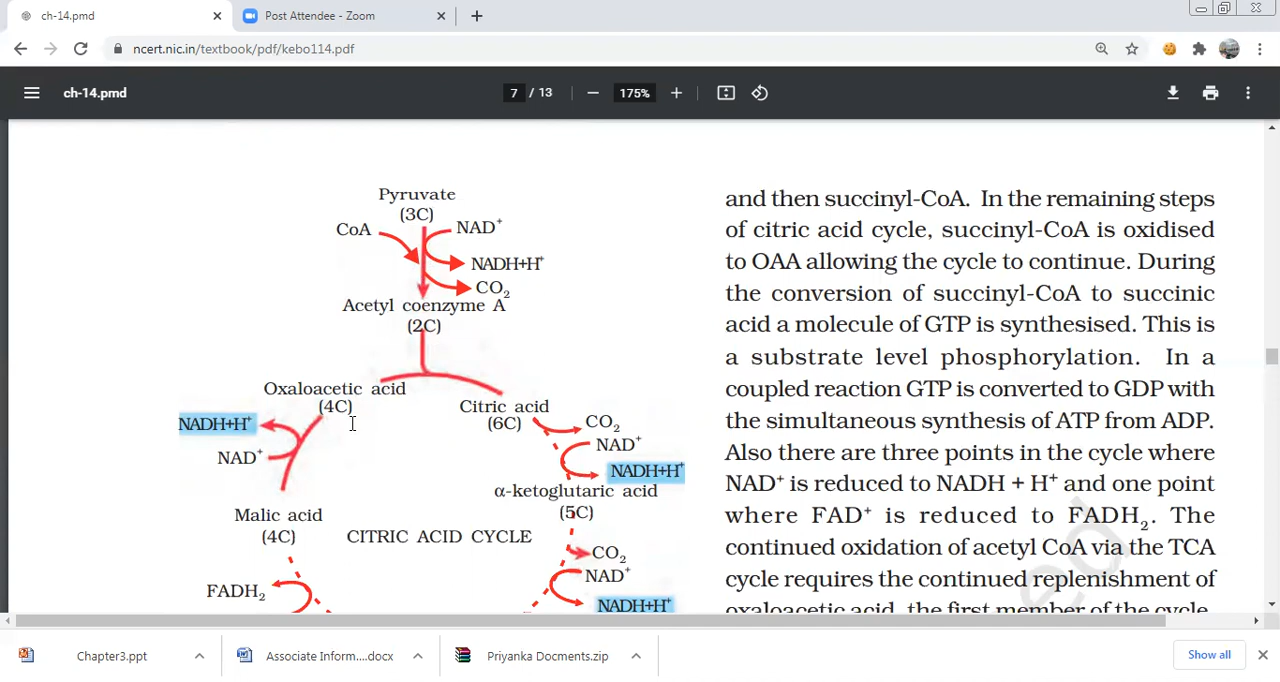 ch-14.pmd
Post Attendee - Zoom
ncert.nic.in/textbook/pdf/kebo114.pdf
ch-14.pmd
7 / 13
175%
Pyruvate
(3C)
CoA
NAD+
NADH+H+
CO2
Acetyl coenzyme A
(2C)
Oxaloacetic acid
(4C)
Citric acid
(6C)
NADH+H+
NAD+
CO2
NAD+
NADH+H+
α-ketoglutaric acid
(5C)
Malic acid
(4C)
CITRIC ACID CYCLE
CO2
NAD+
FADH2
NADH+H+
and then succinyl-CoA. In the remaining steps
of citric acid cycle, succinyl-CoA is oxidised
to OAA allowing the cycle to continue. During
the conversion of succinyl-CoA to succinic
acid a molecule of GTP is synthesised. This is
a substrate level phosphorylation. In a
coupled reaction GTP is converted to GDP with
the simultaneous synthesis of ATP from ADP.
Also there are three points in the cycle where
NAD+ is reduced to NADH + H+ and one point
where FAD+ is reduced to FADH2. The
continued oxidation of acetyl CoA via the TCA
cycle requires the continued replenishment of
oxaloacetic acid, the first member of the cycle.
Chapter3.ppt
Associate Inform....docx
Priyanka Docments.zip
Show all